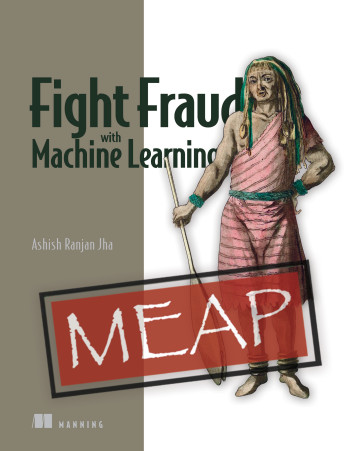 Fight Fraud
with
Machine Learning
Ashish Ranjan Jha
MEAP
MANNING